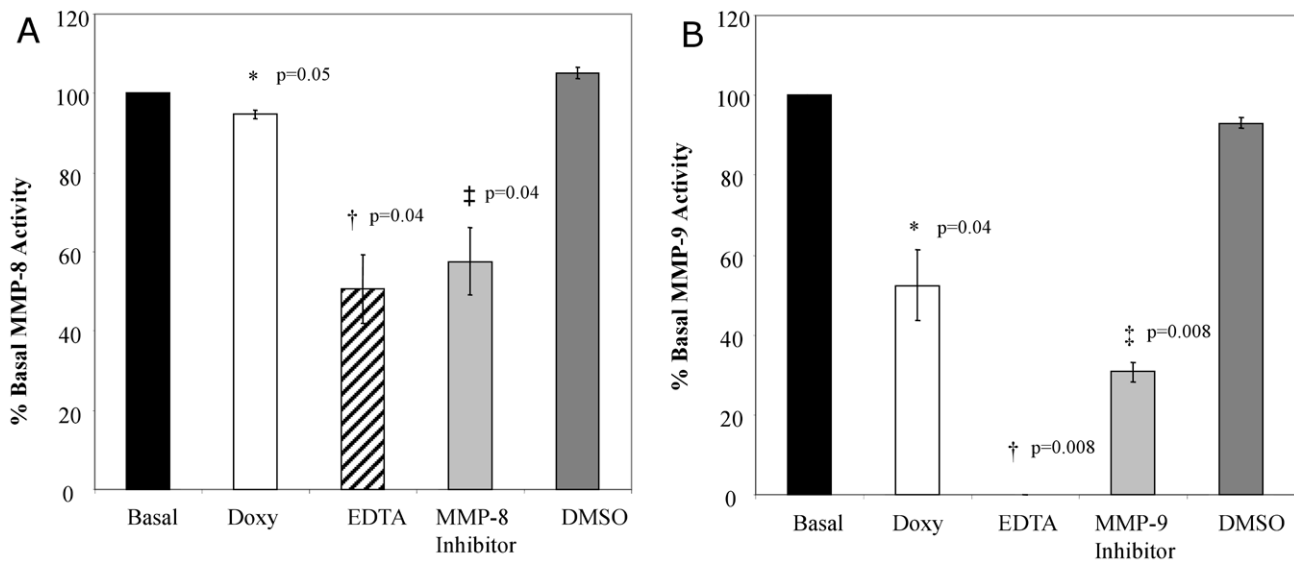 A
% Basal MMP-8 Activity
120
100
80
60
40
20
0
* p=0.05
† p=0.04
‡ p=0.04
Basal
Doxy
EDTA
MMP-8
Inhibitor
DMSO
B
% Basal MMP-9 Activity
120
100
80
60
40
20
0
* p=0.04
† p=0.008
‡ p=0.008
Basal
Doxy
EDTA
MMP-9
Inhibitor
DMSO